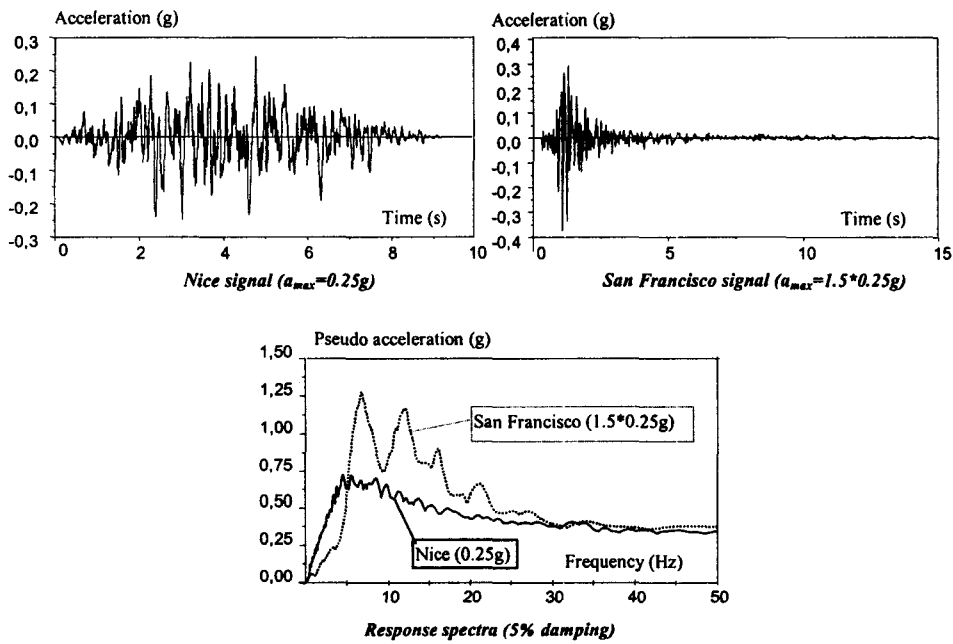 Acceleration (g)
0,3
0,2
0,1
0,0
-0,1
-0,2
-0,3
0 2 4 6 8 10
Time (s)
Nice signal (amax=0.25g)
Acceleration (g)
0,4
0,3
0,2
0,1
0,0
-0,1
-0,2
-0,3
-0,4
0 5 10 15
Time (s)
San Francisco signal (amax=1.5*0.25g)
Pseudo acceleration (g)
1,50
1,25
1,00
0,75
0,50
0,25
0,00
San Francisco (1.5*0.25g)
Nice (0.25g)
Frequency (Hz)
10 20 30 40 50
Response spectra (5% damping)